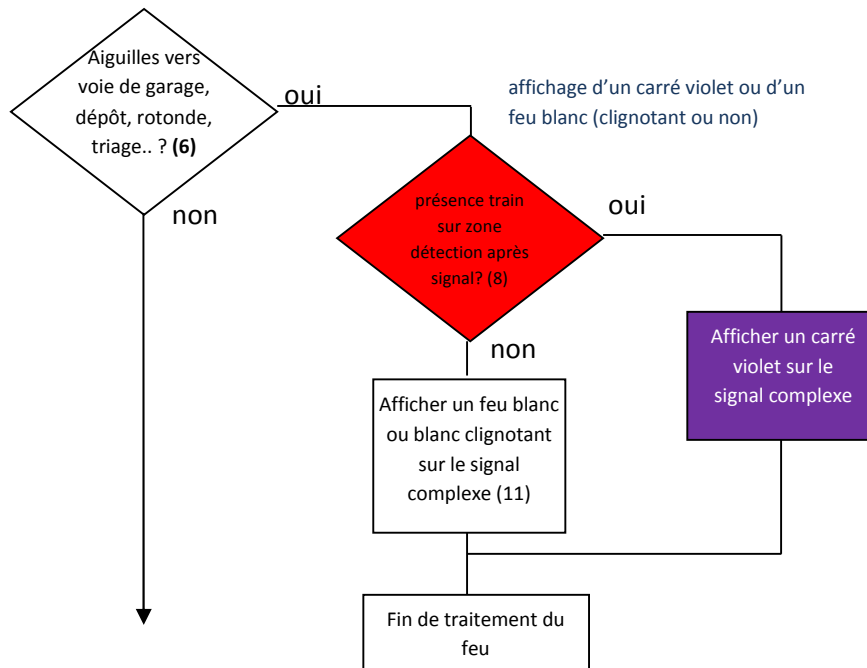 Aiguilles vers
voie de garage,
dépôt, rotonde,
triage.. ? (6)
oui
affichage d’un carré violet ou d’un
feu blanc (clignotant ou non)
non
présence train
sur zone
détection après
signal? (8)
oui
non
Afficher un carré
violet sur le
signal complexe
Afficher un feu blanc
ou blanc clignotant
sur le signal
complexe (11)
Fin de traitement du
feu